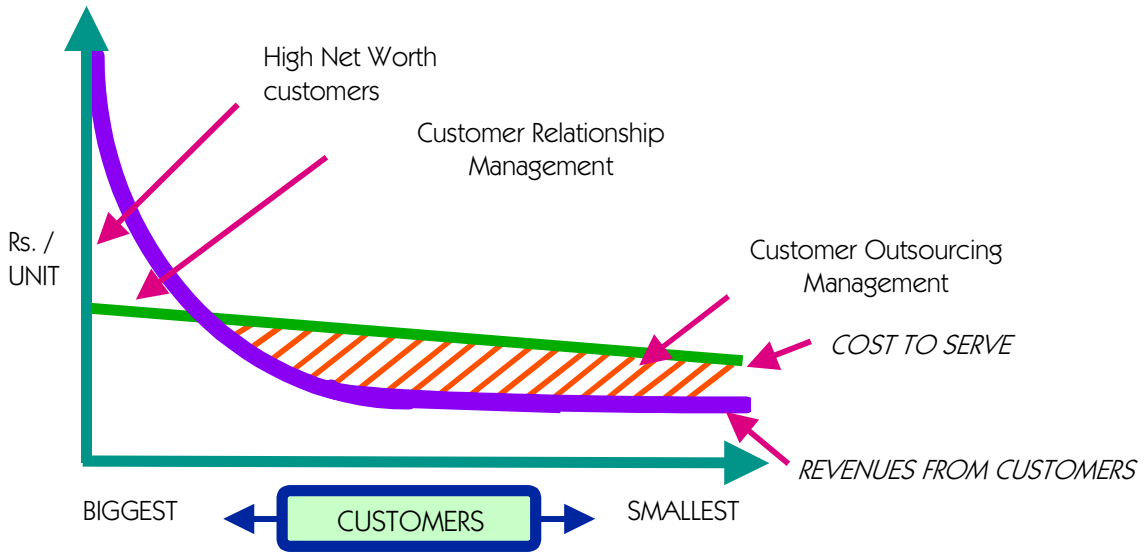 High Net Worth
customers
Customer Relationship
Management
Rs. /
UNIT
Customer Outsourcing
Management
COST TO SERVE
REVENUES FROM CUSTOMERS
BIGGEST
CUSTOMERS
SMALLEST